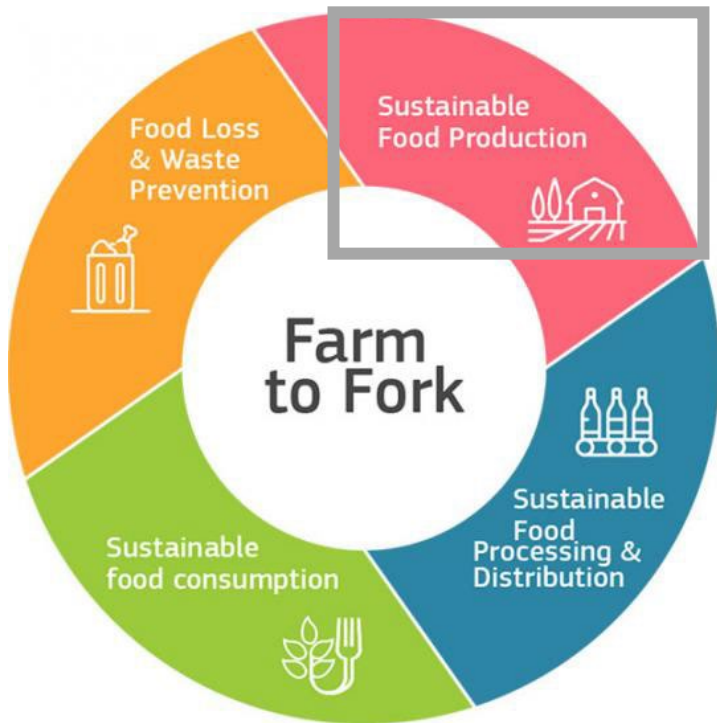 Sustainable
Food Production
Food Loss
& Waste
Prevention
Farm
to Fork
Sustainable
Food
Processing &
Distribution
Sustainable
food consumption